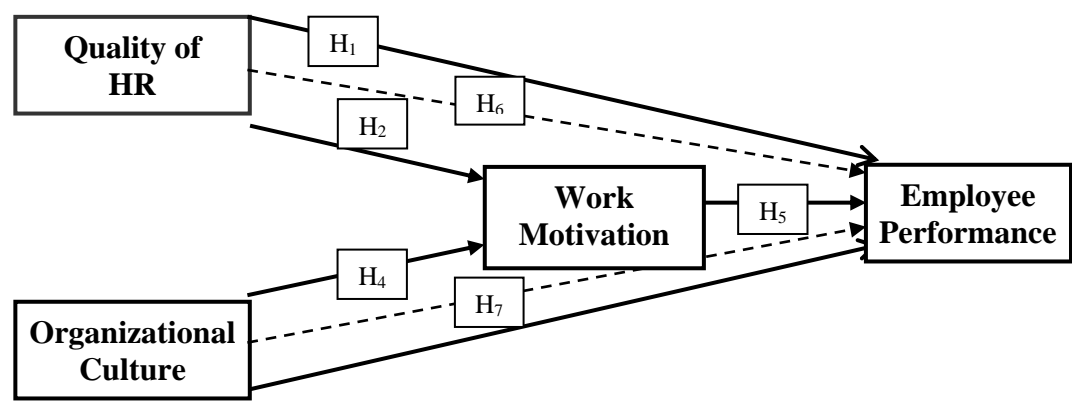 Quality of
HR
H₁
H₆
H₂
Work
Motivation
H₅
Employee
Performance
H₄
H₇
Organizational
Culture